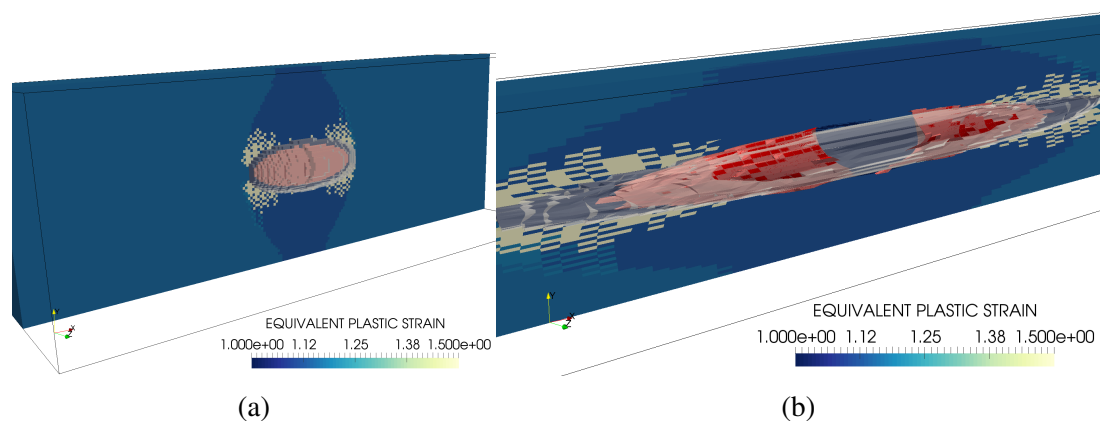 Y
X
Z
EQUIVALENT PLASTIC STRAIN
1.000e+00 1.12 1.25 1.38 1.500e+00
(a)
Y
X
Z
EQUIVALENT PLASTIC STRAIN
1.000e+00 1.12 1.25 1.38 1.500e+00
(b)